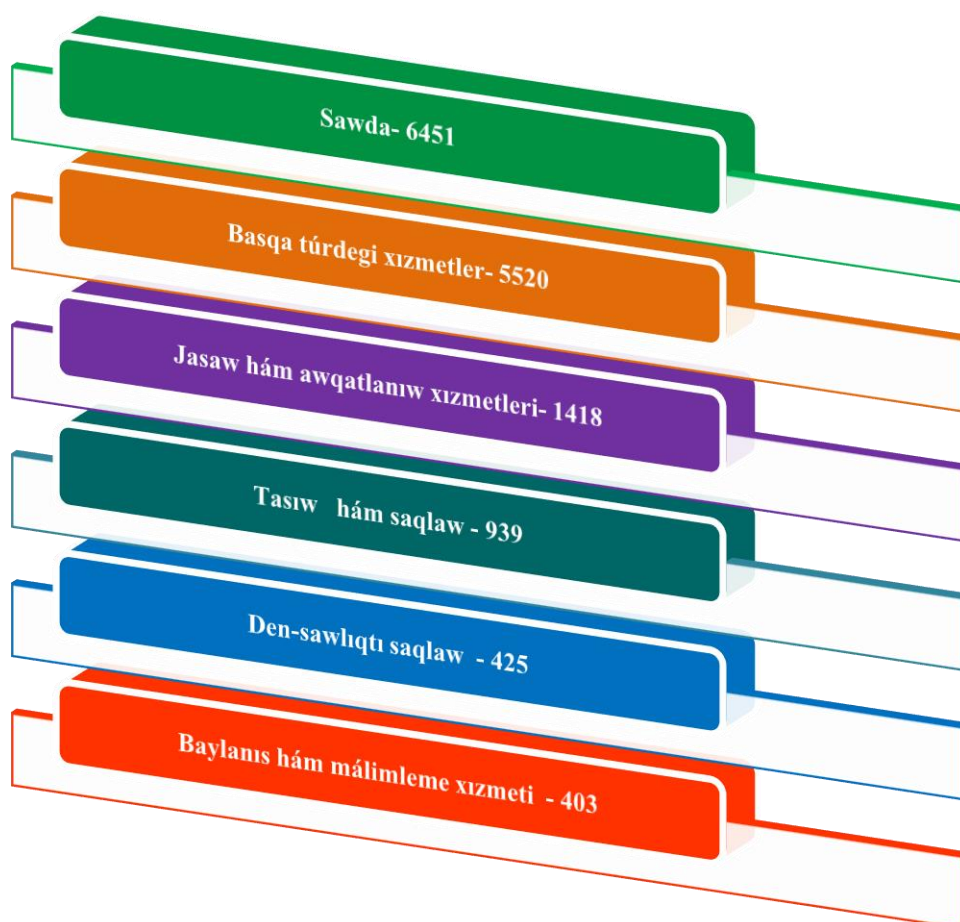 Sawda- 6451
Basqa túrdegi xızmetler- 5520
Jasaw hám awqatlanıw xızmetleri- 1418
Tasıw hám saqlaw - 939
Den-sawlıqtı saqlaw - 425
Baylanıs hám málimleme xızmeti - 403